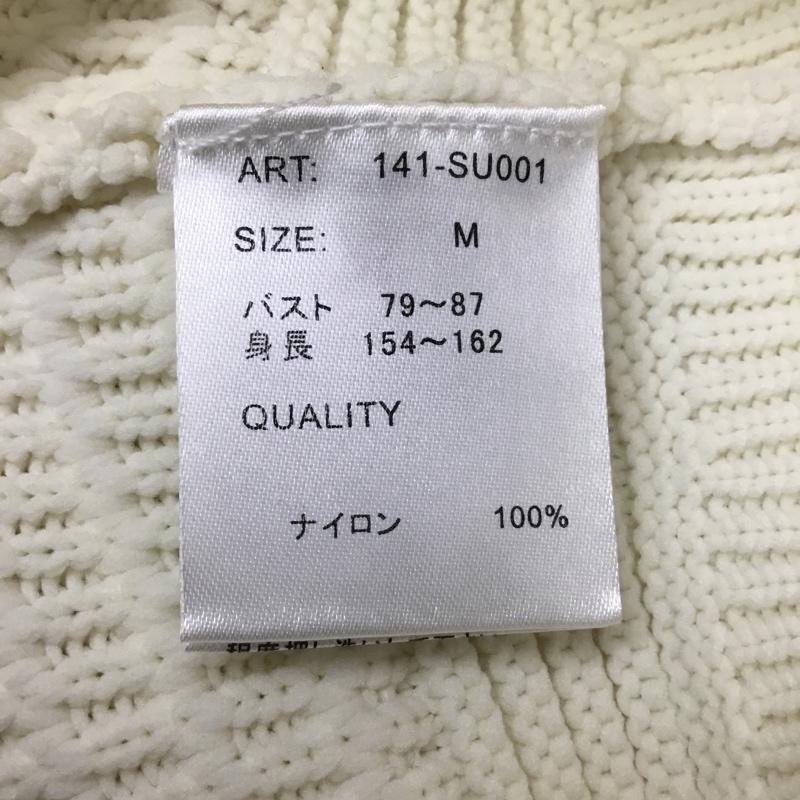 ART: 141-SU001
SIZE: M
バスト 79〜87
身長 154〜162
QUALITY
ナイロン 100%